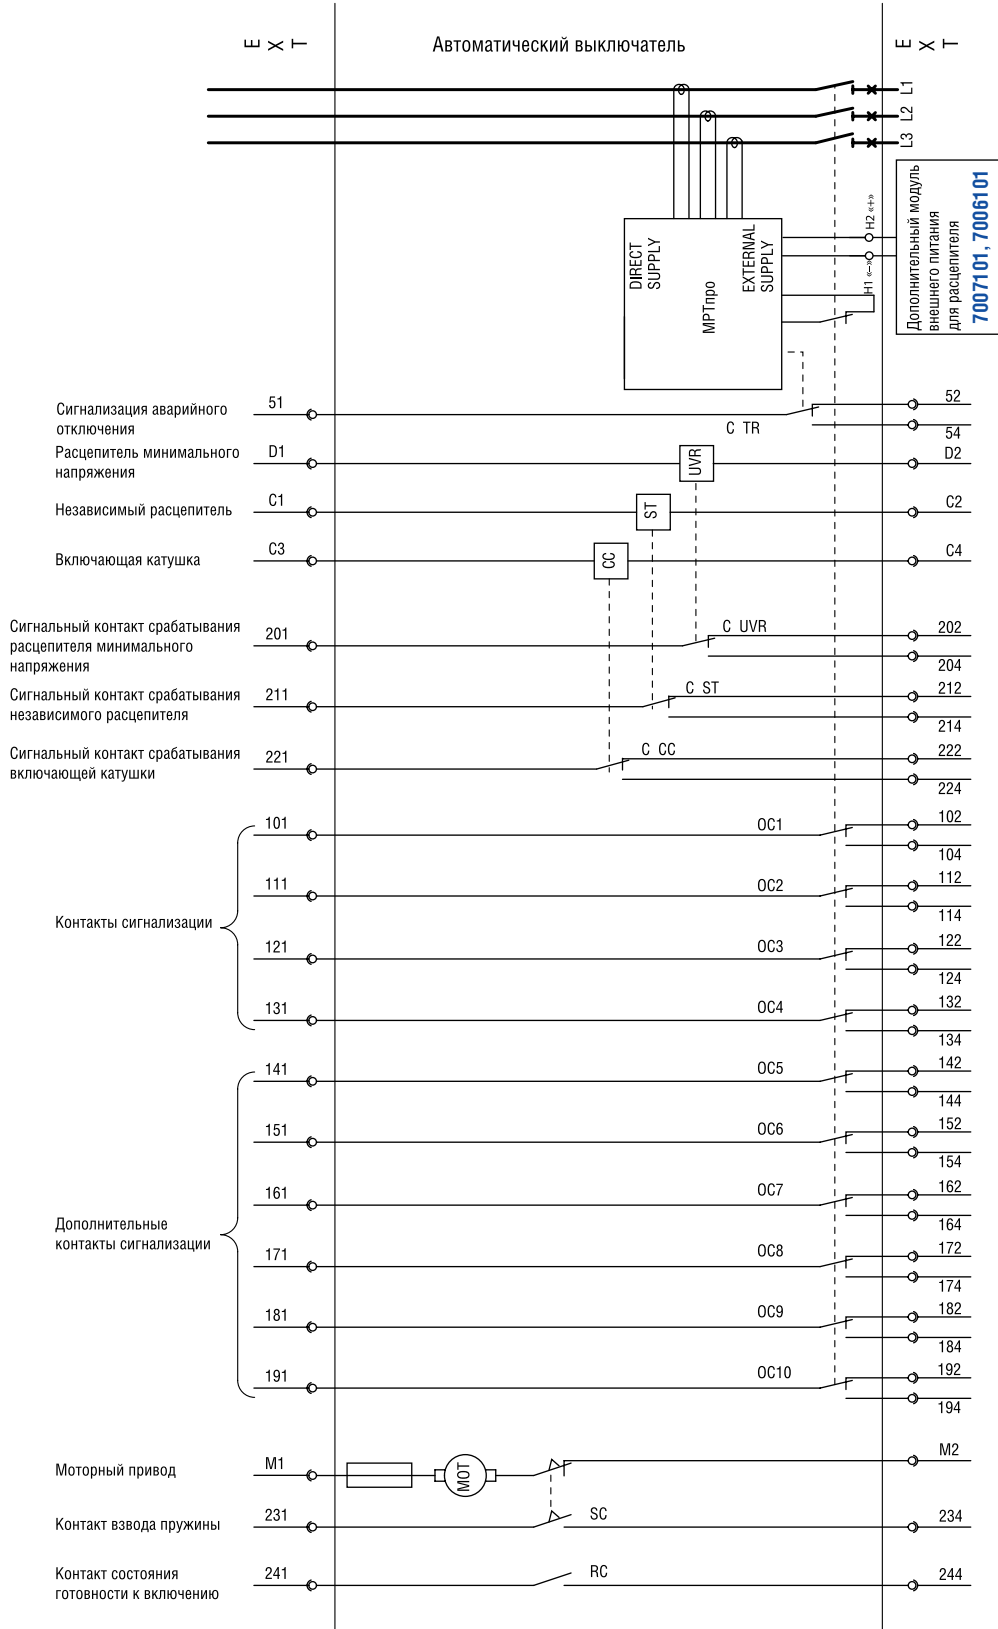 E X T
Автоматический выключатель
E X T
L1
L2
L3
DIRECT SUPPLY
МРТпро
EXTERNAL SUPPLY
H2 «+»
H1 «–»
Дополнительный модуль
внешнего питания
для расцепителя
7007101, 7006101
Сигнализация аварийного
отключения
51
C TR
52
54
Расцепитель минимального
напряжения
D1
UVR
D2
Независимый расцепитель
C1
ST
C2
Включающая катушка
C3
CC
C4
Сигнальный контакт срабатывания
расцепителя минимального
напряжения
201
C UVR
202
204
Сигнальный контакт срабатывания
независимого расцепителя
211
C ST
212
214
Сигнальный контакт срабатывания
включающей катушки
221
C CC
222
224
Контакты сигнализации
101
OC1
102
104
111
OC2
112
114
121
OC3
122
124
131
OC4
132
134
Дополнительные
контакты сигнализации
141
OC5
142
144
151
OC6
152
154
161
OC7
162
164
171
OC8
172
174
181
OC9
182
184
191
OC10
192
194
Моторный привод
M1
МОТ
M2
Контакт взвода пружины
231
SC
234
Контакт состояния
готовности к включению
241
RC
244